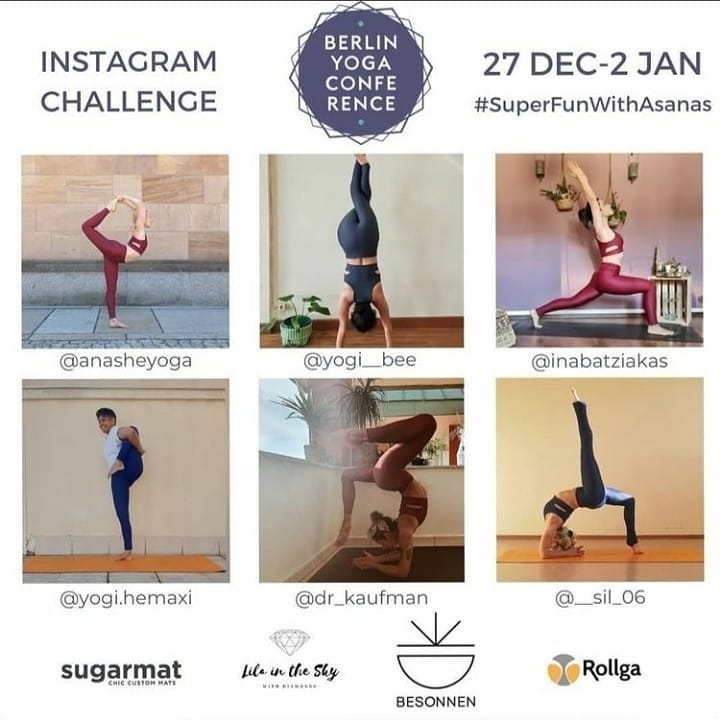 INSTAGRAM
CHALLENGE
BERLIN
YOGA
CONFE
RENCE
27 DEC-2 JAN
#SuperFunWithAsanas
@anasheyoga
@yogi__bee
@inabatziakas
@yogi.hemaxi
@dr_kaufman
@__sil_06
sugarmat
CHIC CUSTOM MATS
Lila in the Sky
WITH DIAMONDS
BESONNEN
Rollga